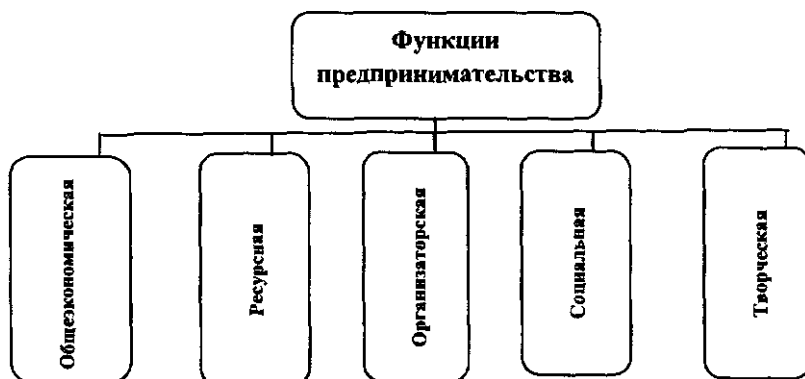 Функции
предпринимательства
Общеэкономическая
Ресурсная
Организаторская
Социальная
Творческая